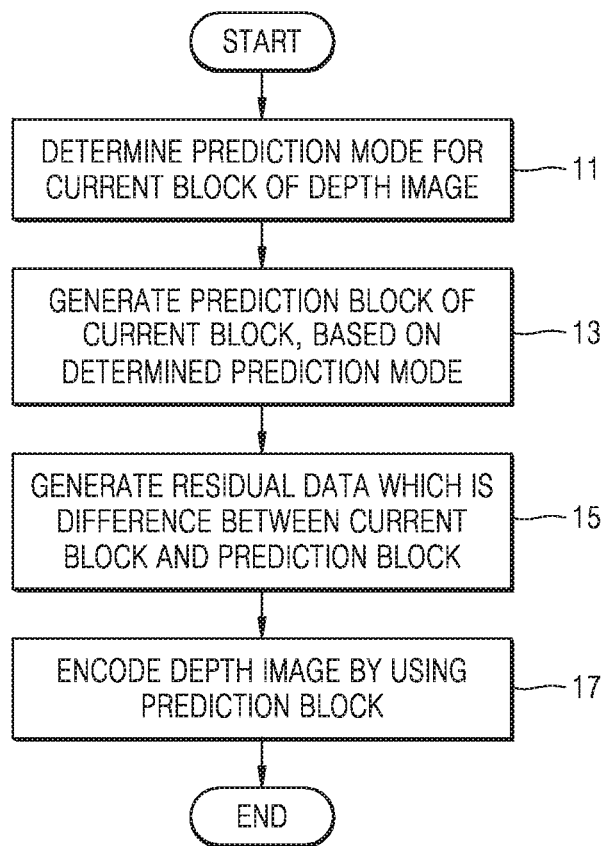 START
DETERMINE PREDICTION MODE FOR
CURRENT BLOCK OF DEPTH IMAGE
11
GENERATE PREDICTION BLOCK OF
CURRENT BLOCK, BASED ON
DETERMINED PREDICTION MODE
13
GENERATE RESIDUAL DATA WHICH IS
DIFFERENCE BETWEEN CURRENT
BLOCK AND PREDICTION BLOCK
15
ENCODE DEPTH IMAGE BY USING
PREDICTION BLOCK
17
END